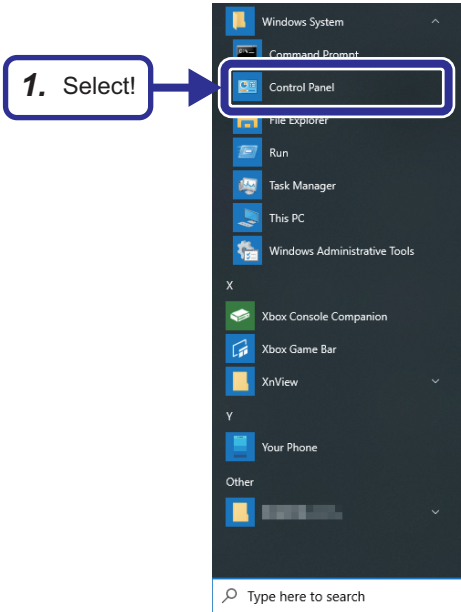 Windows System
Command Prompt
1. Select!
Control Panel
File Explorer
Run
Task Manager
This PC
Windows Administrative Tools
X
Xbox Console Companion
Xbox Game Bar
XnView
Y
Your Phone
Other
Type here to search